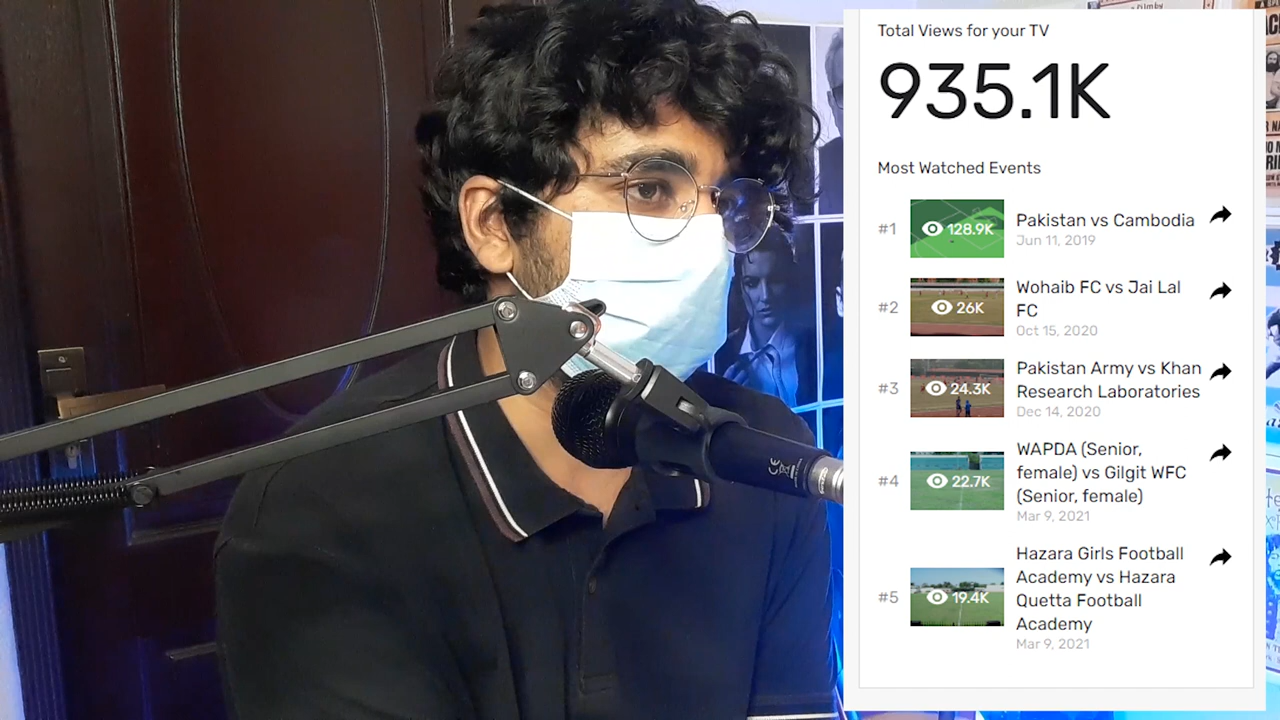 Total Views for your TV
935.1K
Most Watched Events
#1
128.9K
Pakistan vs Cambodia
Jun 11, 2019
#2
26K
Wohaib FC vs Jai Lal
FC
Oct 15, 2020
#3
24.3K
Pakistan Army vs Khan
Research Laboratories
Dec 14, 2020
#4
22.7K
WAPDA (Senior,
female) vs Gilgit WFC
(Senior, female)
Mar 9, 2021
#5
19.4K
Hazara Girls Football
Academy vs Hazara
Quetta Football
Academy
Mar 9, 2021
CE